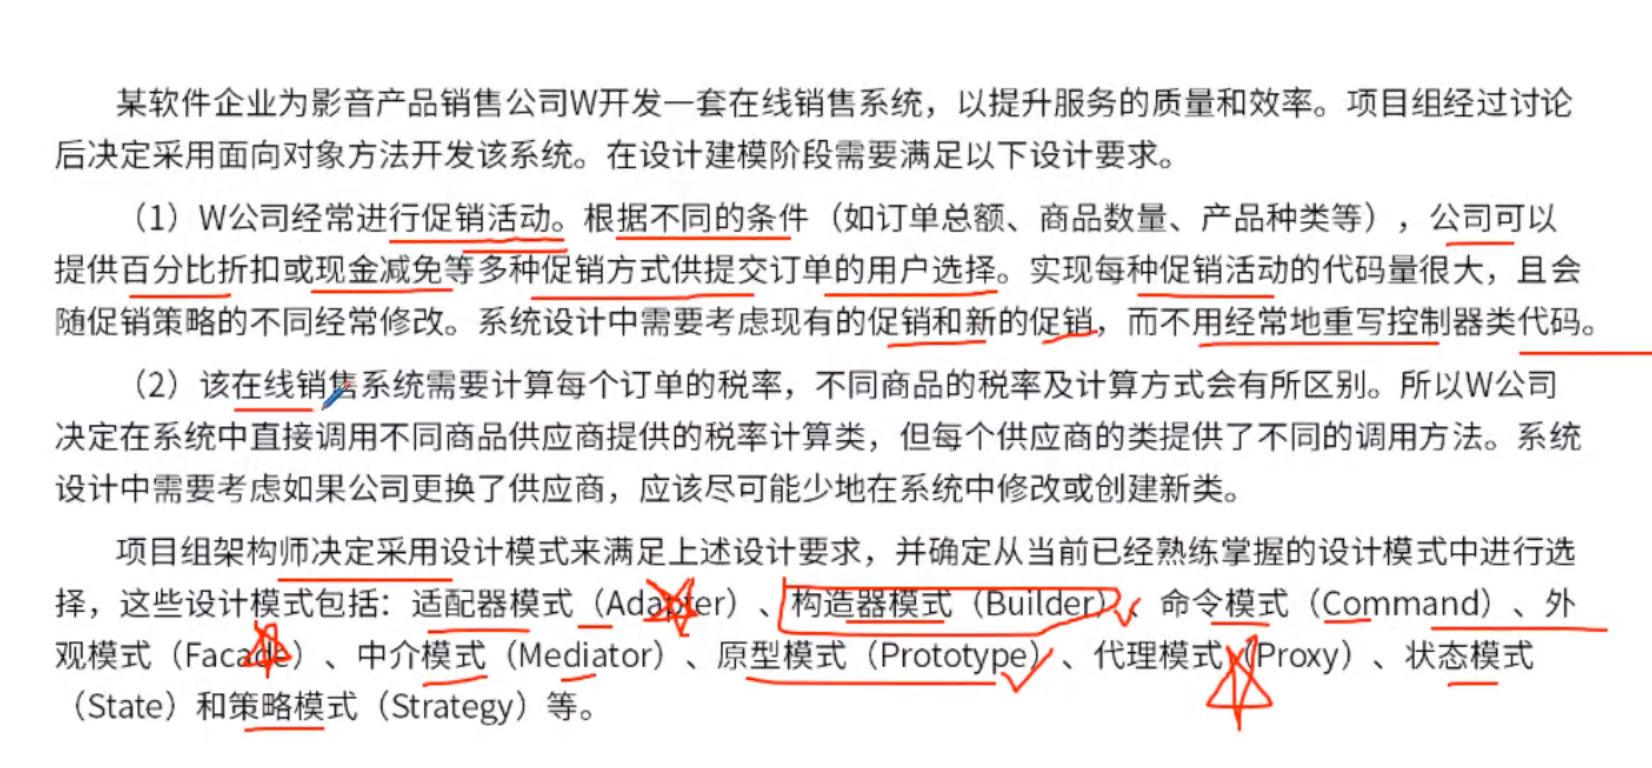 某软件企业为影音产品销售公司W开发一套在线销售系统，以提升服务的质量和效率。项目组经过讨论
后决定采用面向对象方法开发该系统。在设计建模阶段需要满足以下设计要求。
（1）W公司经常进行促销活动。根据不同的条件（如订单总额、商品数量、产品种类等），公司可以
提供百分比折扣或现金减免等多种促销方式供提交订单的用户选择。实现每种促销活动的代码量很大，且会
随促销策略的不同经常修改。系统设计中需要考虑现有的促销和新的促销，而不用经常地重写控制器类代码。
（2）该在线销售系统需要计算每个订单的税率，不同商品的税率及计算方式会有所区别。所以W公司
决定在系统中直接调用不同商品供应商提供的税率计算类，但每个供应商的类提供了不同的调用方法。系统
设计中需要考虑如果公司更换了供应商，应该尽可能少地在系统中修改或创建新类。
项目组架构师决定采用设计模式来满足上述设计要求，并确定从当前已经熟练掌握的设计模式中进行选
择，这些设计模式包括：适配器模式（Adapter）、构造器模式（Builder）、命令模式（Command）、外
观模式（Facade）、中介模式（Mediator）、原型模式（Prototype）、代理模式（Proxy）、状态模式
（State）和策略模式（Strategy）等。